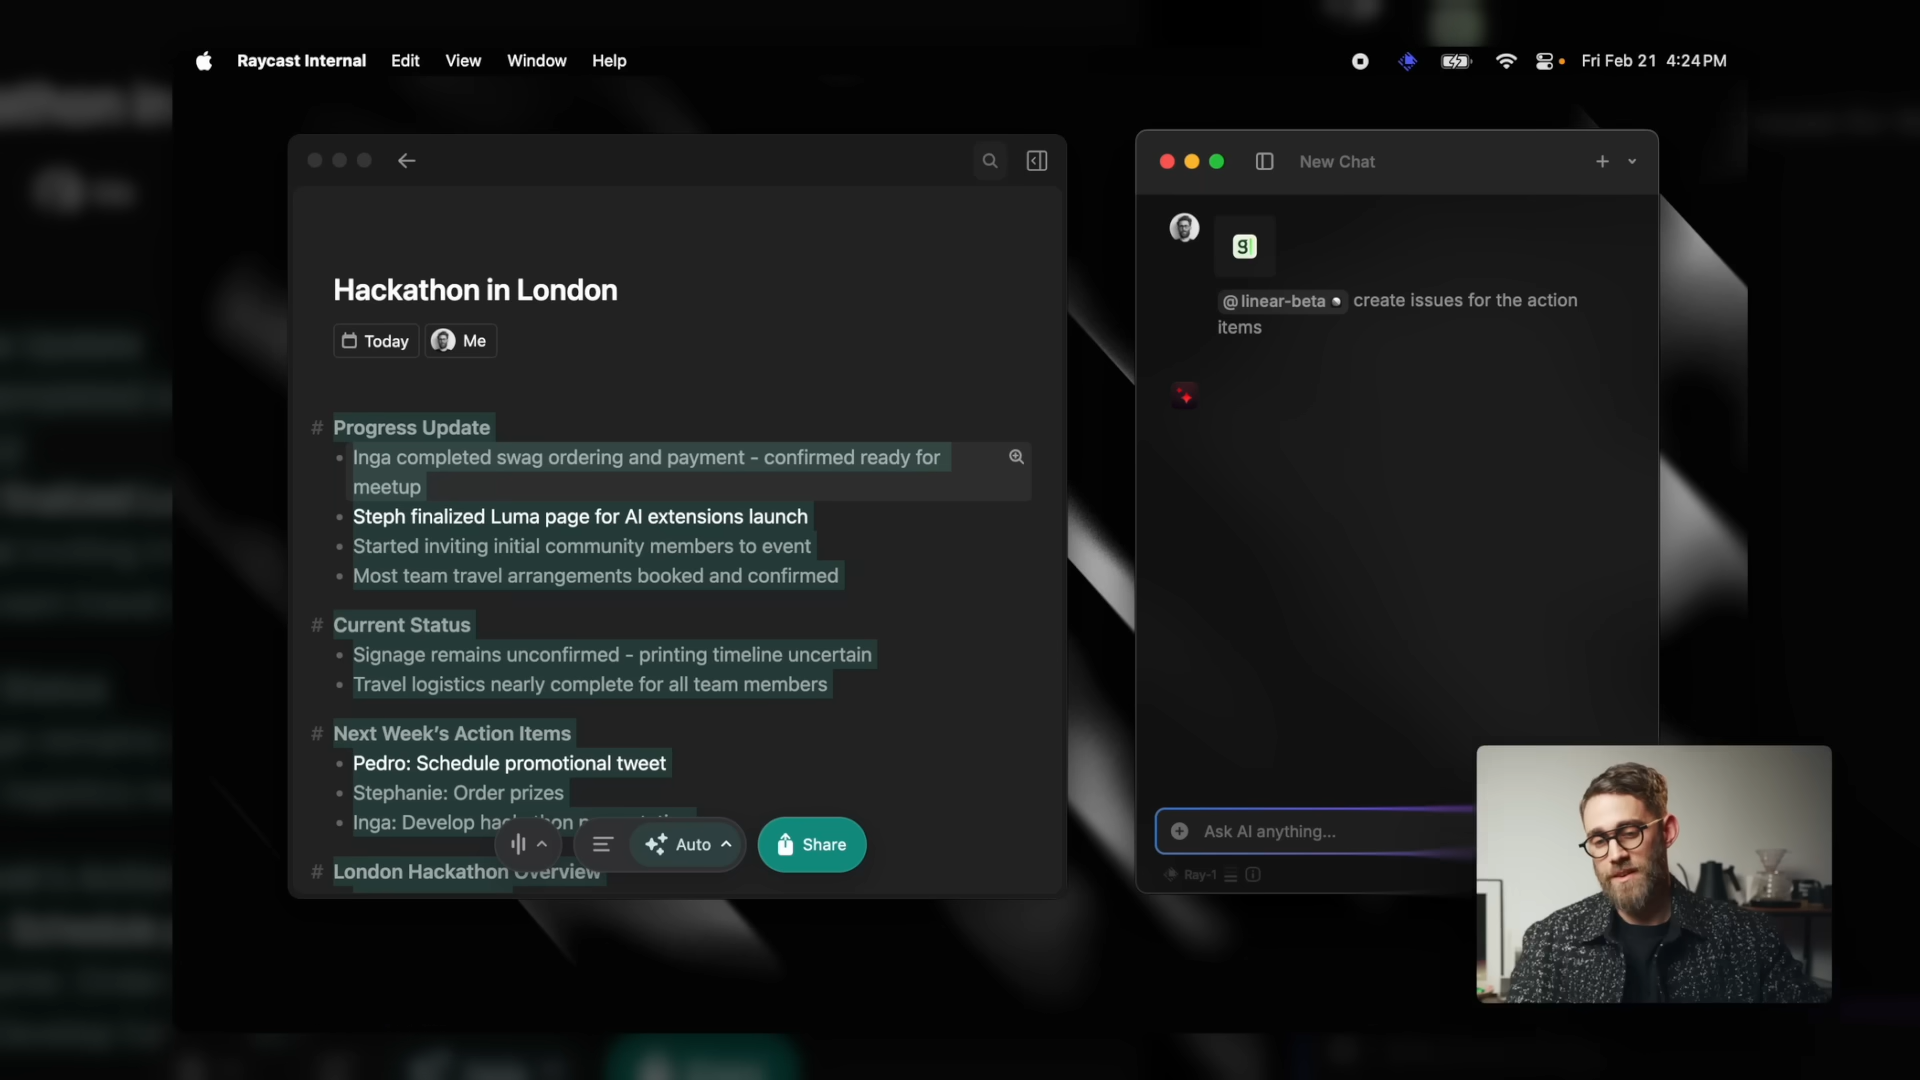 Raycast Internal Edit View Window Help
Fri Feb 21 4:24 PM
Hackathon in London
Today Me
# Progress Update
Inga completed swag ordering and payment - confirmed ready for
meetup
Steph finalized Luma page for AI extensions launch
Started inviting initial community members to event
Most team travel arrangements booked and confirmed
# Current Status
Signage remains unconfirmed - printing timeline uncertain
Travel logistics nearly complete for all team members
# Next Week's Action Items
Pedro: Schedule promotional tweet
Stephanie: Order prizes
Inga: Develop
Auto
Share
# London Hackathon Overview
New Chat
g
@linear-beta create issues for the action
items
Ask AI anything...
Ray-1